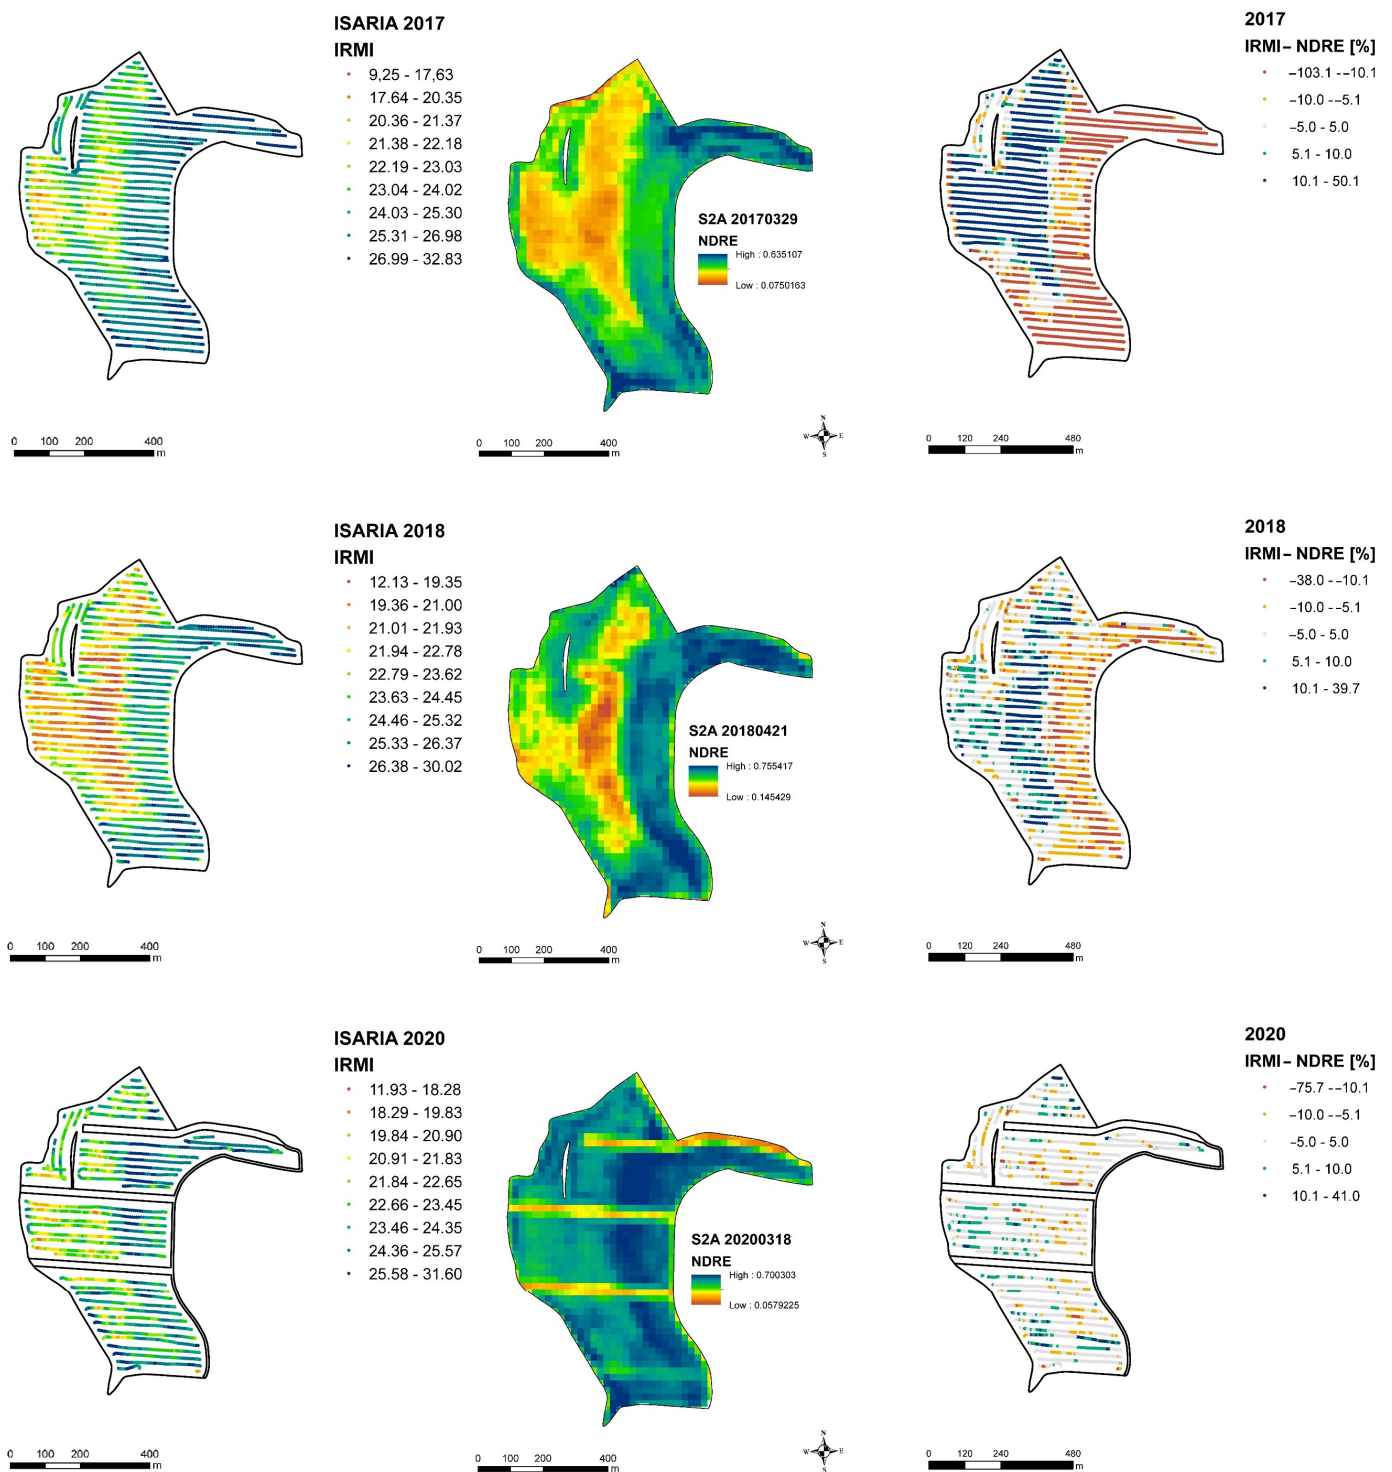 ISARIA 2017
IRMI
9,25 - 17,63
17.64 - 20.35
20.36 - 21.37
21.38 - 22.18
22.19 - 23.03
23.04 - 24.02
24.03 - 25.30
25.31 - 26.98
26.99 - 32.83
0 100 200 400
m
S2A 20170329
NDRE
High : 0.635107
Low : 0.0750163
0 100 200 400
m
N
W E
S
2017
IRMI – NDRE [%]
–103.1 -–10.1
–10.0 -–5.1
–5.0 - 5.0
5.1 - 10.0
10.1 - 50.1
0 120 240 480
m
ISARIA 2018
IRMI
12.13 - 19.35
19.36 - 21.00
21.01 - 21.93
21.94 - 22.78
22.79 - 23.62
23.63 - 24.45
24.46 - 25.32
25.33 - 26.37
26.38 - 30.02
0 100 200 400
m
S2A 20180421
NDRE
High : 0.755417
Low : 0.145429
0 100 200 400
m
N
W E
S
2018
IRMI – NDRE [%]
–38.0 -–10.1
–10.0 -–5.1
–5.0 - 5.0
5.1 - 10.0
10.1 - 39.7
0 120 240 480
m
ISARIA 2020
IRMI
11.93 - 18.28
18.29 - 19.83
19.84 - 20.90
20.91 - 21.83
21.84 - 22.65
22.66 - 23.45
23.46 - 24.35
24.36 - 25.57
25.58 - 31.60
0 100 200 400
m
S2A 20200318
NDRE
High : 0.700303
Low : 0.0579225
0 100 200 400
m
N
W E
S
2020
IRMI – NDRE [%]
–75.7 -–10.1
–10.0 -–5.1
–5.0 - 5.0
5.1 - 10.0
10.1 - 41.0
0 120 240 480
m